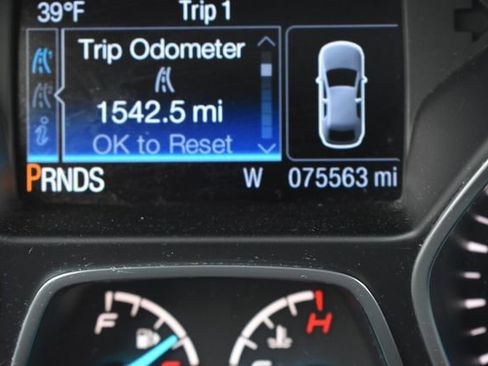 39°F Trip 1
Trip Odometer
1542.5 mi
OK to Reset
PRNDS W 075563 mi
F H